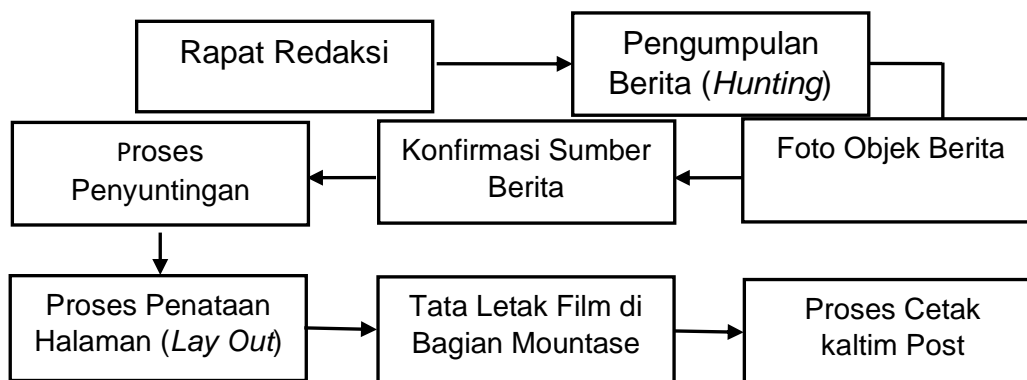 Rapat Redaksi
Pengumpulan
Berita (Hunting)
Foto Objek Berita
Konfirmasi Sumber
Berita
Proses
Penyuntingan
Proses Penataan
Halaman (Lay Out)
Tata Letak Film di
Bagian Mountase
Proses Cetak
kaltim Post